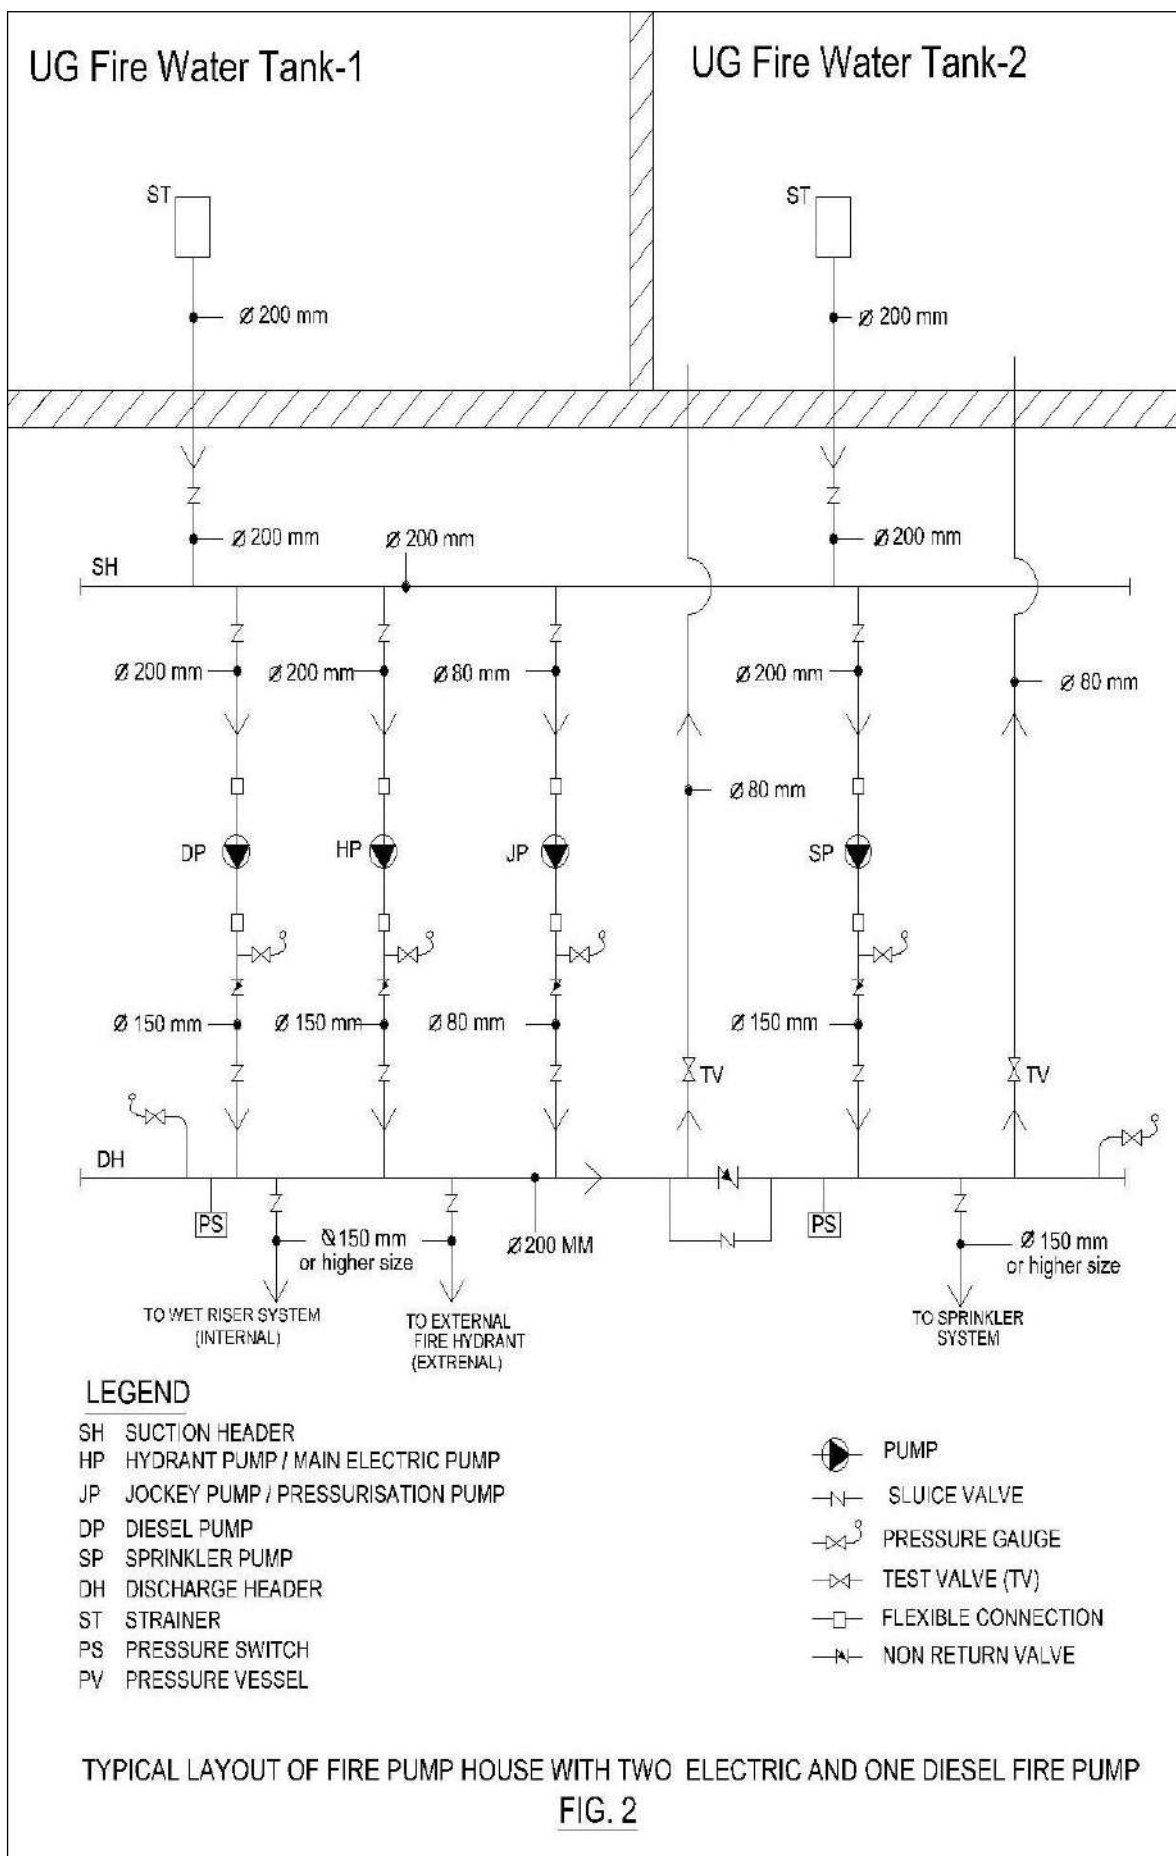 UG Fire Water Tank-1
UG Fire Water Tank-2
ST
ST
Ø 200 mm
Ø 200 mm
Ø 200 mm
Ø 200 mm
Ø 200 mm
SH
Ø 200 mm
Ø 200 mm
Ø 80 mm
Ø 200 mm
Ø 80 mm
Ø 80 mm
DP
HP
JP
SP
Ø 150 mm
Ø 150 mm
Ø 80 mm
Ø 150 mm
TV
TV
DH
PS
PS
Ø 150 mm
or higher size
Ø 200 MM
Ø 150 mm
or higher size
TO WET RISER SYSTEM
(INTERNAL)
TO EXTERNAL
FIRE HYDRANT
(EXTRENAL)
TO SPRINKLER
SYSTEM
LEGEND
SH SUCTION HEADER
HP HYDRANT PUMP / MAIN ELECTRIC PUMP
JP JOCKEY PUMP / PRESSURISATION PUMP
DP DIESEL PUMP
SP SPRINKLER PUMP
DH DISCHARGE HEADER
ST STRAINER
PS PRESSURE SWITCH
PV PRESSURE VESSEL
PUMP
SLUICE VALVE
PRESSURE GAUGE
TEST VALVE (TV)
FLEXIBLE CONNECTION
NON RETURN VALVE
TYPICAL LAYOUT OF FIRE PUMP HOUSE WITH TWO ELECTRIC AND ONE DIESEL FIRE PUMP
FIG. 2